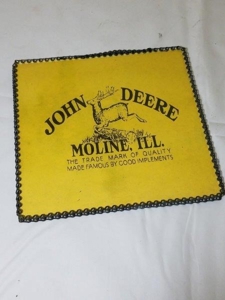 JOHN DEERE
MOLINE, ILL.
THE TRADE MARK OF QUALITY
MADE FAMOUS BY GOOD IMPLEMENTS